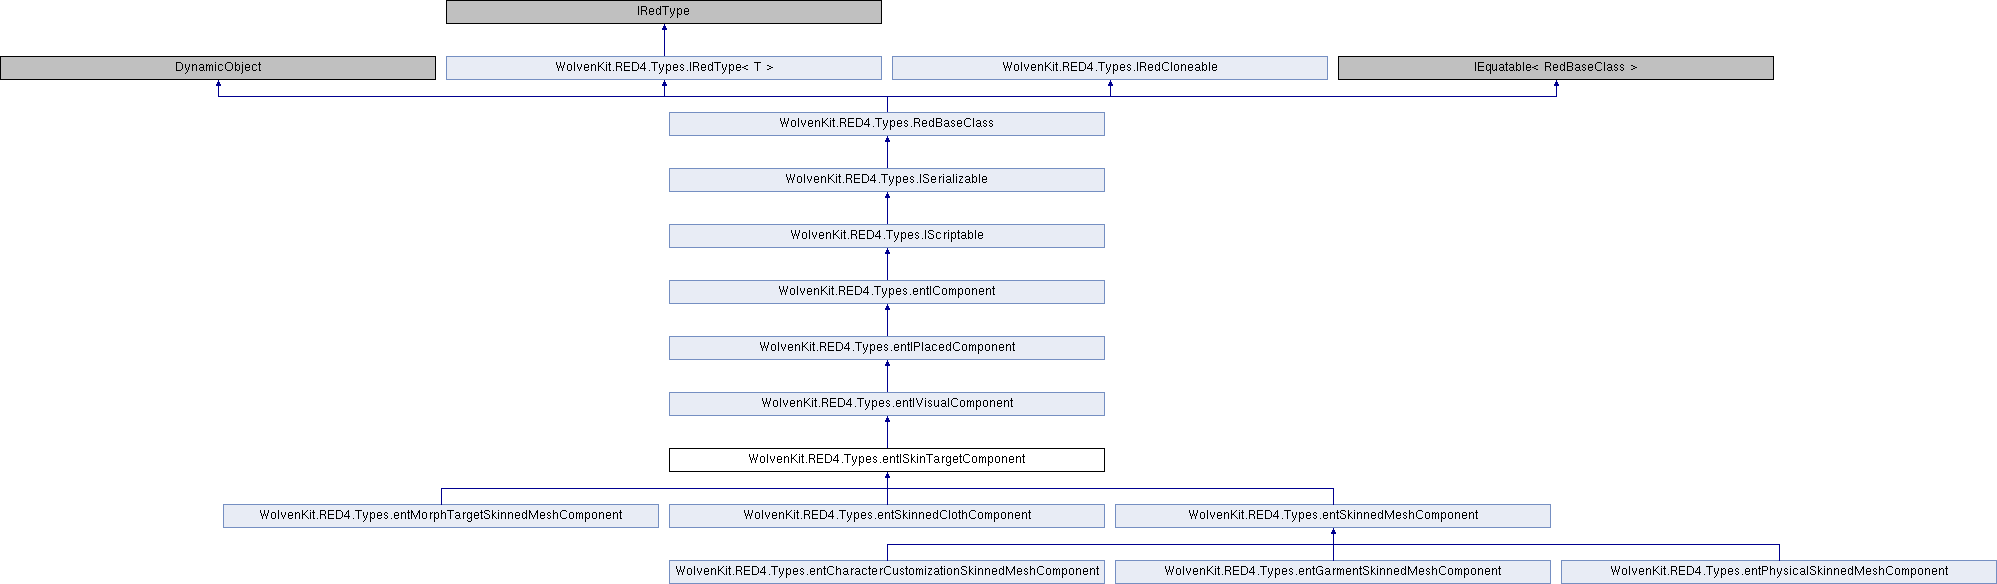 IRedType
DynamicObject
WolvenKit.RED4.Types.IRedType< T >
WolvenKit.RED4.Types.IRedCloneable
IEquatable< RedBaseClass >
WolvenKit.RED4.Types.RedBaseClass
WolvenKit.RED4.Types.ISerializable
WolvenKit.RED4.Types.IScriptable
WolvenKit.RED4.Types.entIComponent
WolvenKit.RED4.Types.entIPlacedComponent
WolvenKit.RED4.Types.entIVisualComponent
WolvenKit.RED4.Types.entISkinTargetComponent
WolvenKit.RED4.Types.entMorphTargetSkinnedMeshComponent
WolvenKit.RED4.Types.entSkinnedClothComponent
WolvenKit.RED4.Types.entSkinnedMeshComponent
WolvenKit.RED4.Types.entCharacterCustomizationSkinnedMeshComponent
WolvenKit.RED4.Types.entGarmentSkinnedMeshComponent
WolvenKit.RED4.Types.entPhysicalSkinnedMeshComponent